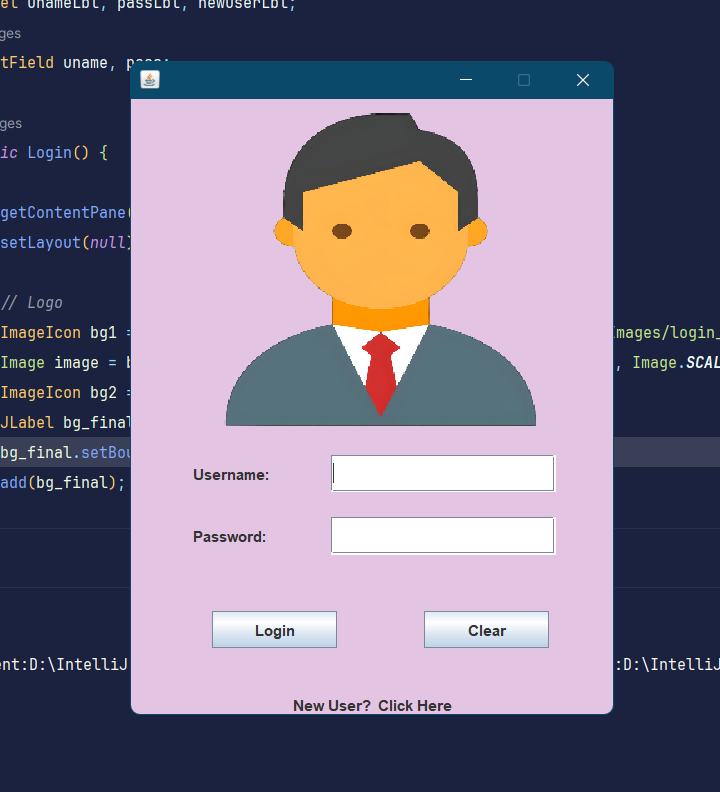 el unameLbl, passLbl, newUserLbl;
ges
tField uname, pass;
ges
ic Login() {
getContentPane(
setLayout(null)
// Logo
ImageIcon bg1 = images/login_
Image image = b , Image.SCAL
ImageIcon bg2 =
JLabel bg_final
bg_final.setBou
add(bg_final);
Username:
Password:
Login Clear
ent:D:\IntelliJ :D:\IntelliJ
New User? Click Here